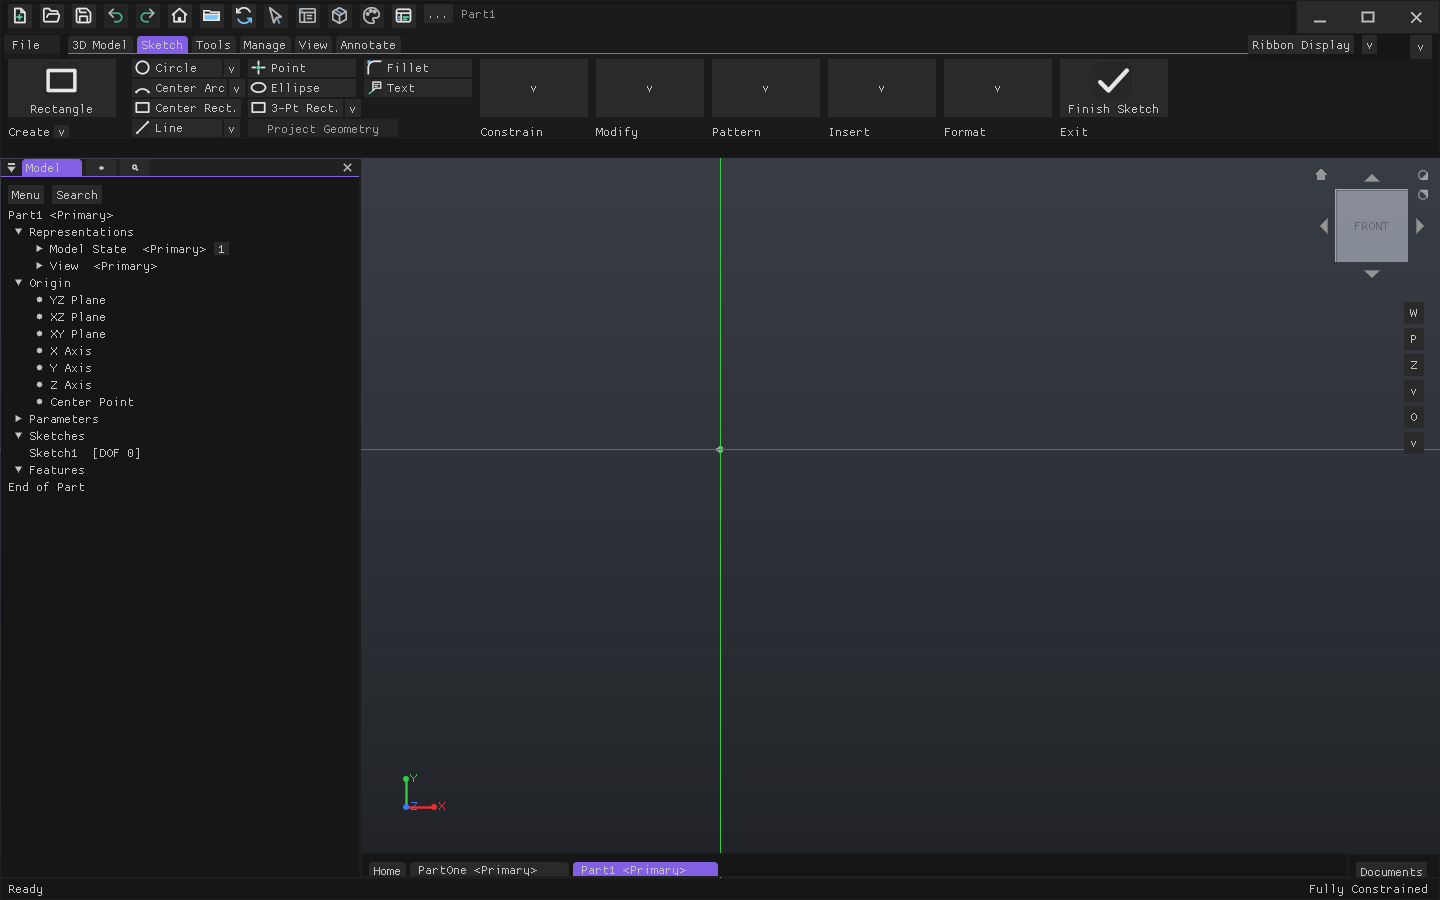 ... Part1
File 3D Model Sketch Tools Manage View Annotate Ribbon Display v v
Circle v Point Fillet
Center Arc v Ellipse Text v v v v v
Rectangle Center Rect. 3-Pt Rect. v Finish Sketch
Line v Project Geometry
Create v Constrain Modify Pattern Insert Format Exit
Model
Menu Search
Part1 <Primary>
Representations
Model State <Primary> 1
View <Primary>
Origin
YZ Plane
XZ Plane
XY Plane
X Axis
Y Axis
Z Axis
Center Point
Parameters
Sketches
Sketch1 [DOF 0]
Features
End of Part
FRONT
W
P
Z
v
O
v
Y
Z X
Home PartOne <Primary> Part1 <Primary> Documents
Ready Fully Constrained